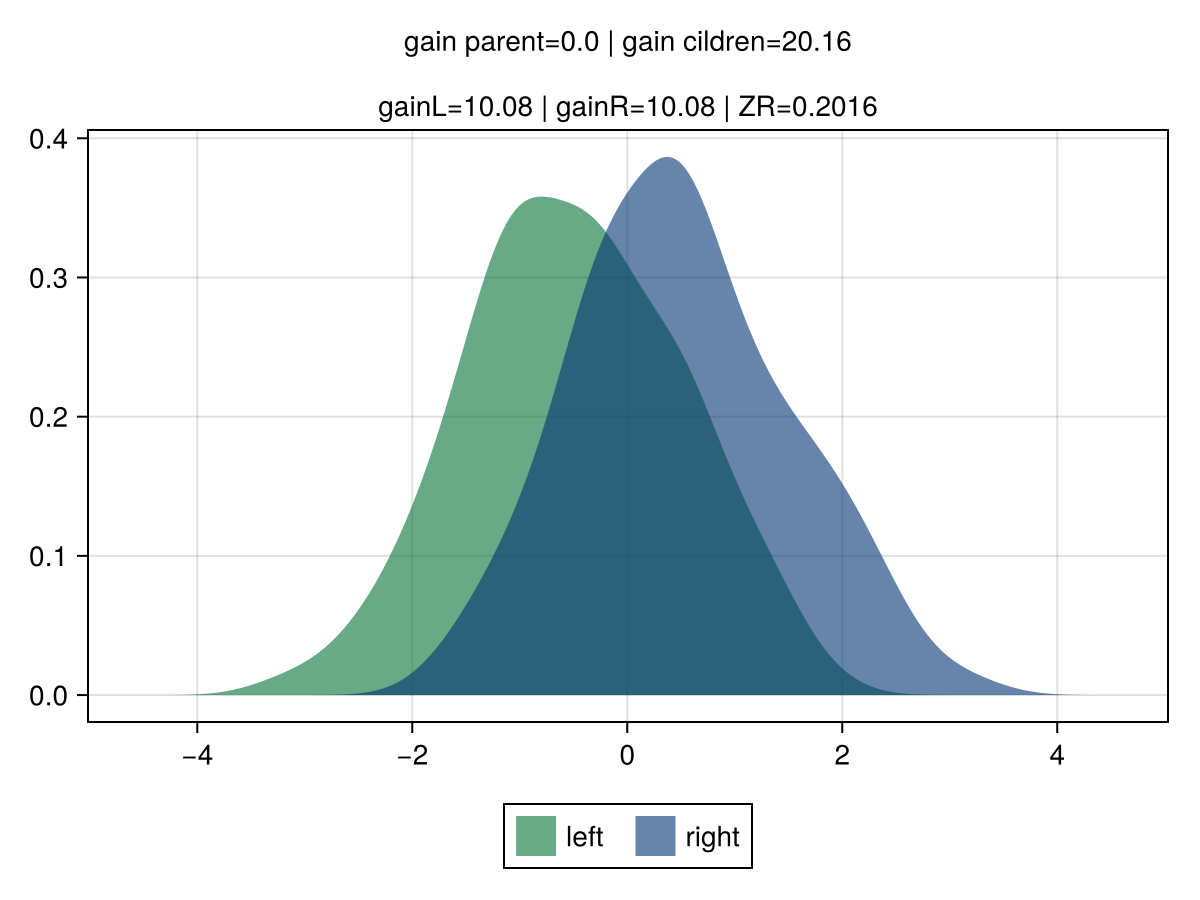 gain parent=0.0 | gain cildren=20.16
gainL=10.08 | gainR=10.08 | ZR=0.2016
0.4
0.3
0.2
0.1
0.0
−4 −2 0 2 4
left right